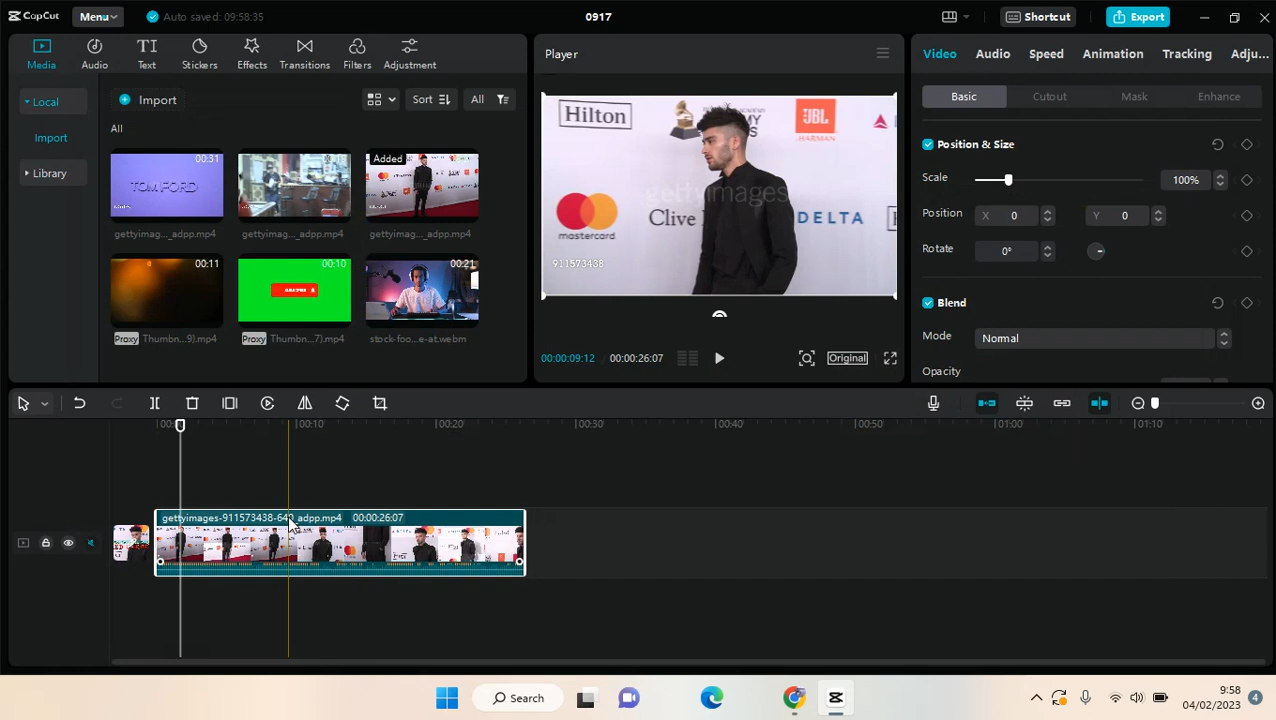 CapCut Menu Auto saved: 09:58:35 0917 Shortcut Export
Media Audio Text Stickers Effects Transitions Filters Adjustment
Local
Import
Library
Import Sort All
All
00:31
TOM FORD
gettyimag..._adpp.mp4
gettyimag..._adpp.mp4
Added
gettyimag..._adpp.mp4
00:11
Proxy Thumbn...9).mp4
00:10
Proxy Thumbn...7).mp4
00:21
stock-foo...e-at.webm
Player
Hilton
JBL
HARMAN
gettyimages
mastercard
Clive
DELTA
911573438
00:00:09:12 00:00:26:07 Original
Video Audio Speed Animation Tracking Adju...
Basic Cutout Mask Enhance
Position & Size
Scale 100%
Position X 0 Y 0
Rotate 0°
Blend
Mode Normal
Opacity
00:10 00:20 00:30 00:40 00:50 01:00 01:10
gettyimages-911573438-640_adpp.mp4 00:00:26:07
Search
9:58
04/02/2023
4